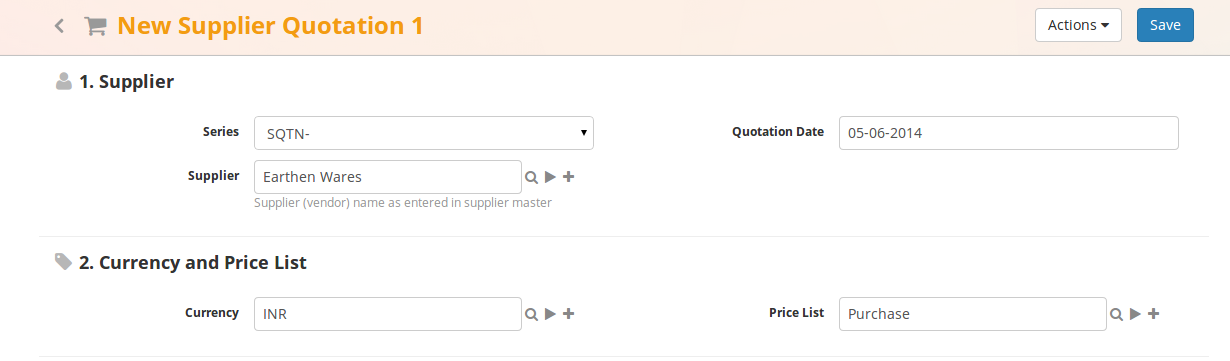 New Supplier Quotation 1
Actions
Save
1. Supplier
Series
SQTN-
Quotation Date
05-06-2014
Supplier
Earthen Wares
Supplier (vendor) name as entered in supplier master
2. Currency and Price List
Currency
INR
Price List
Purchase